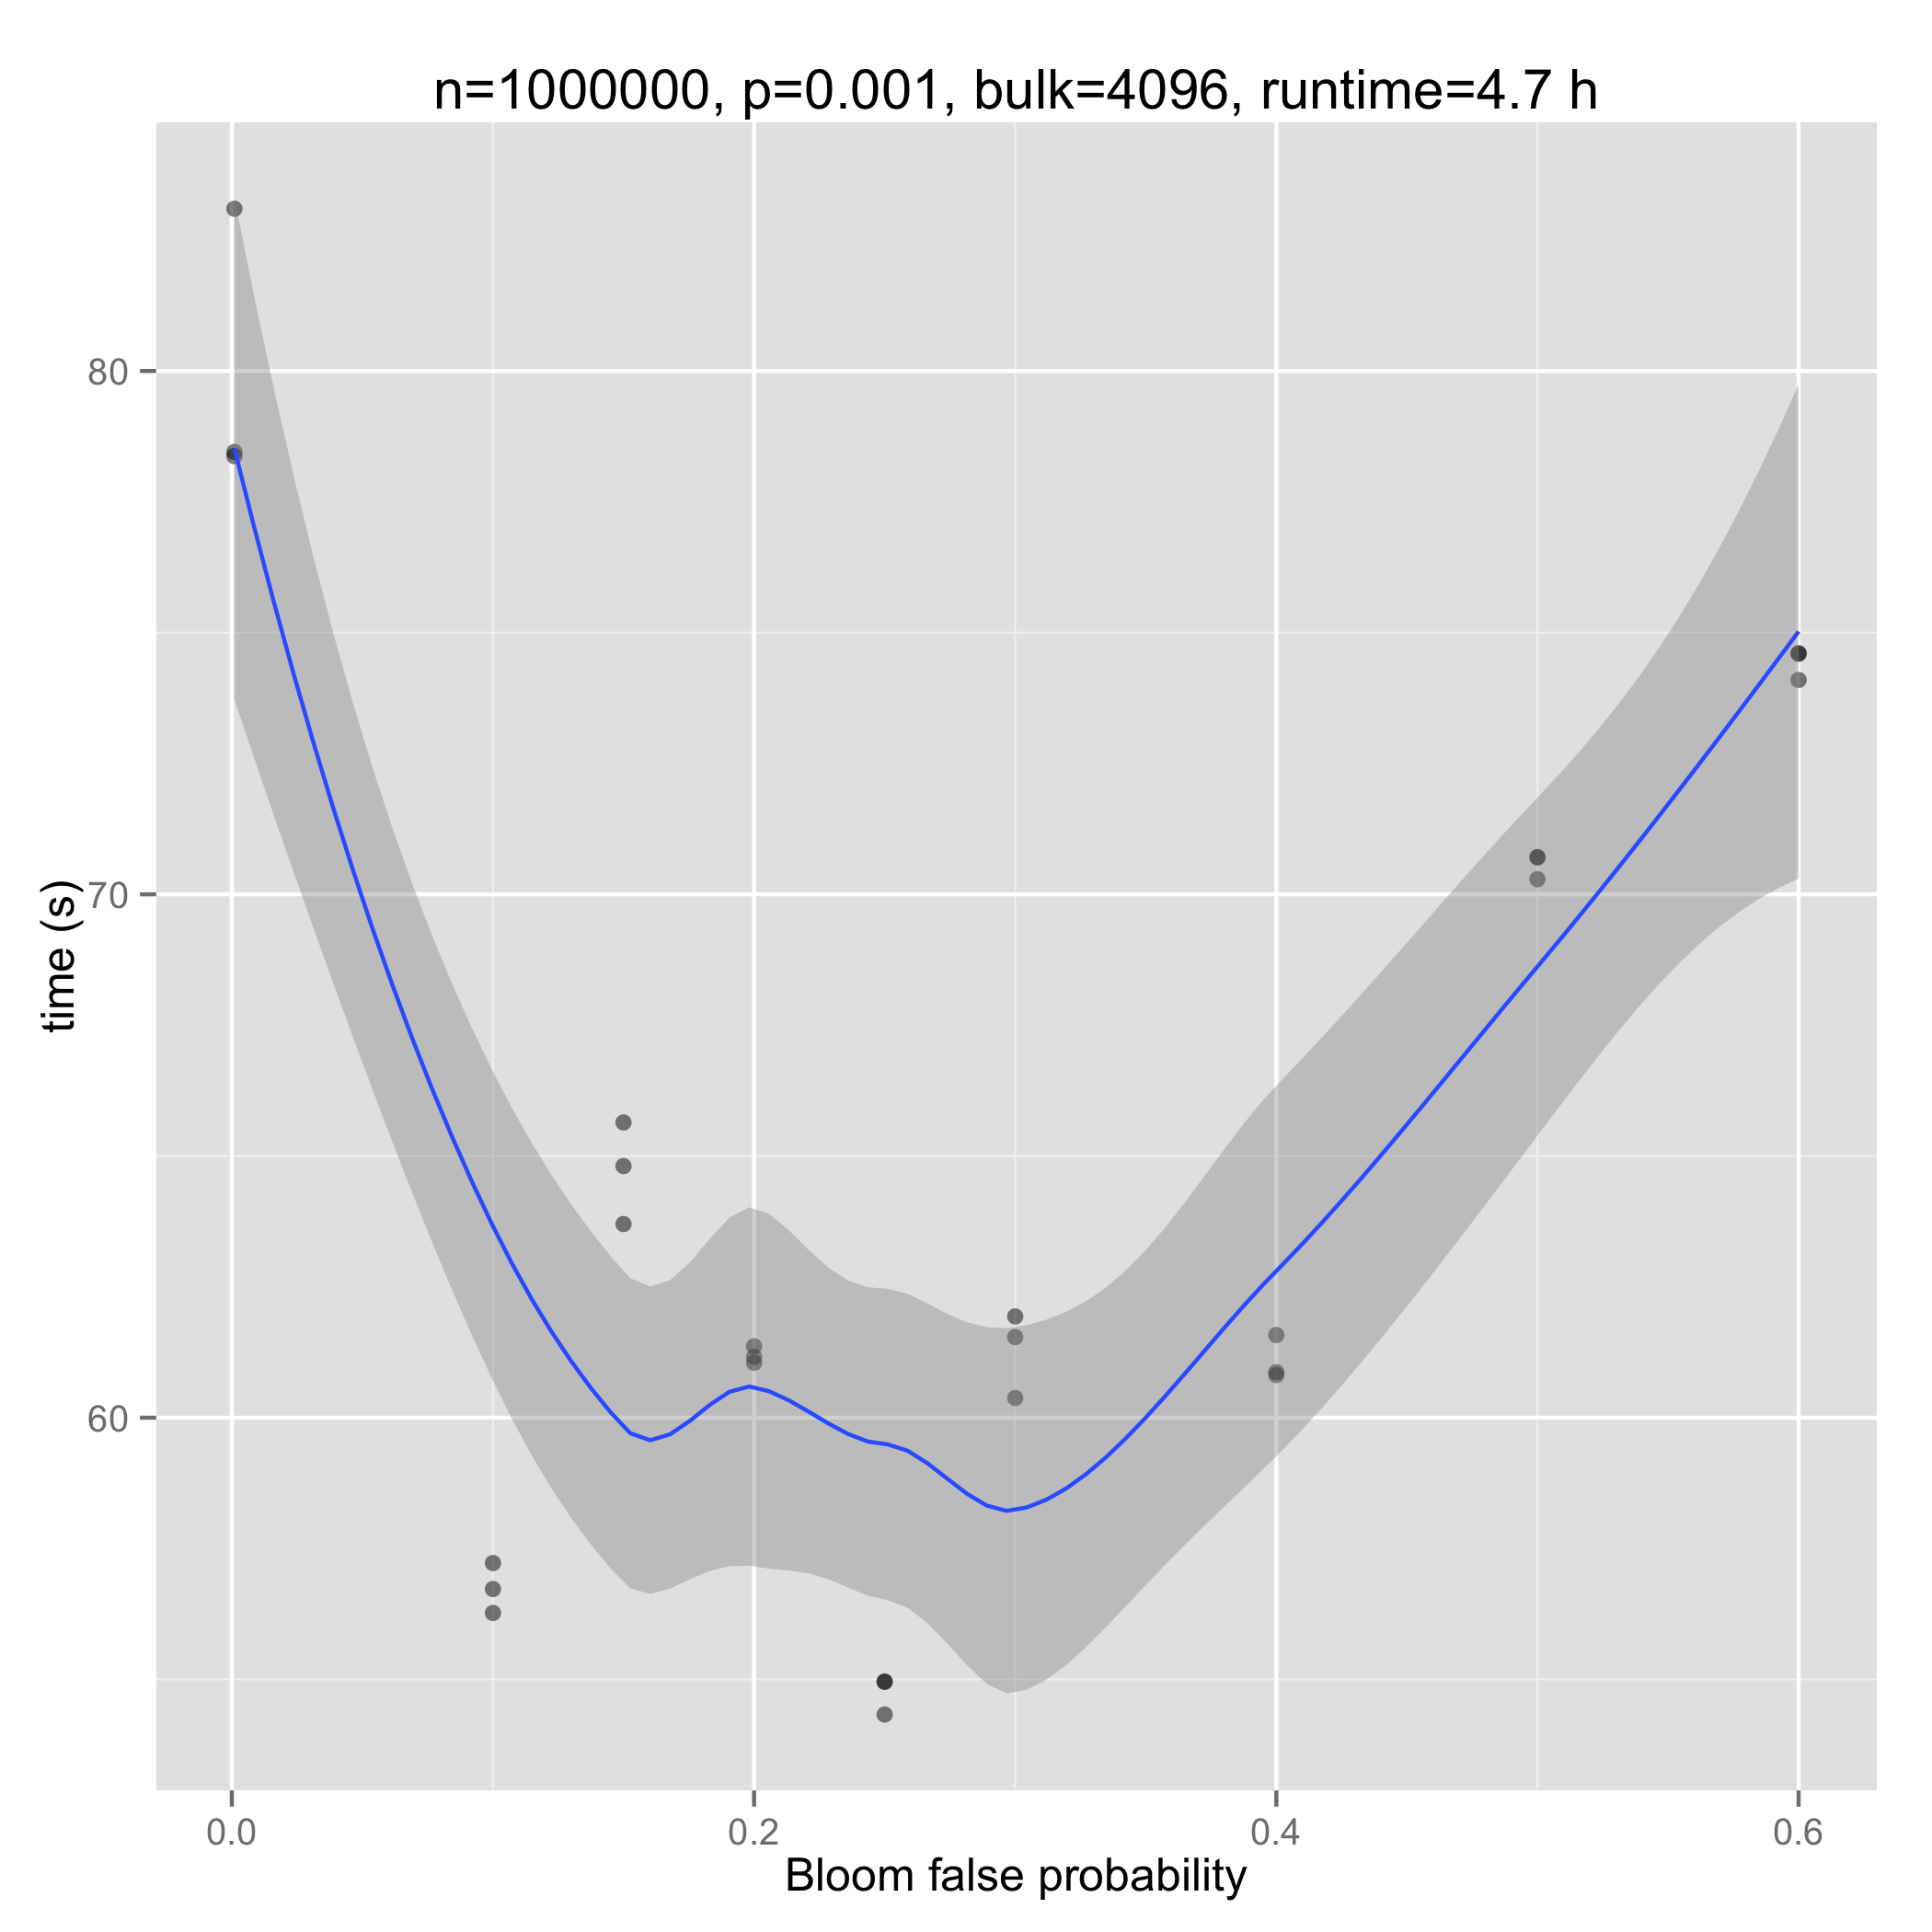 n=1000000, p=0.001, bulk=4096, runtime=4.7 h
80
70
60
time (s)
0.0 0.2 0.4 0.6
Bloom false probability